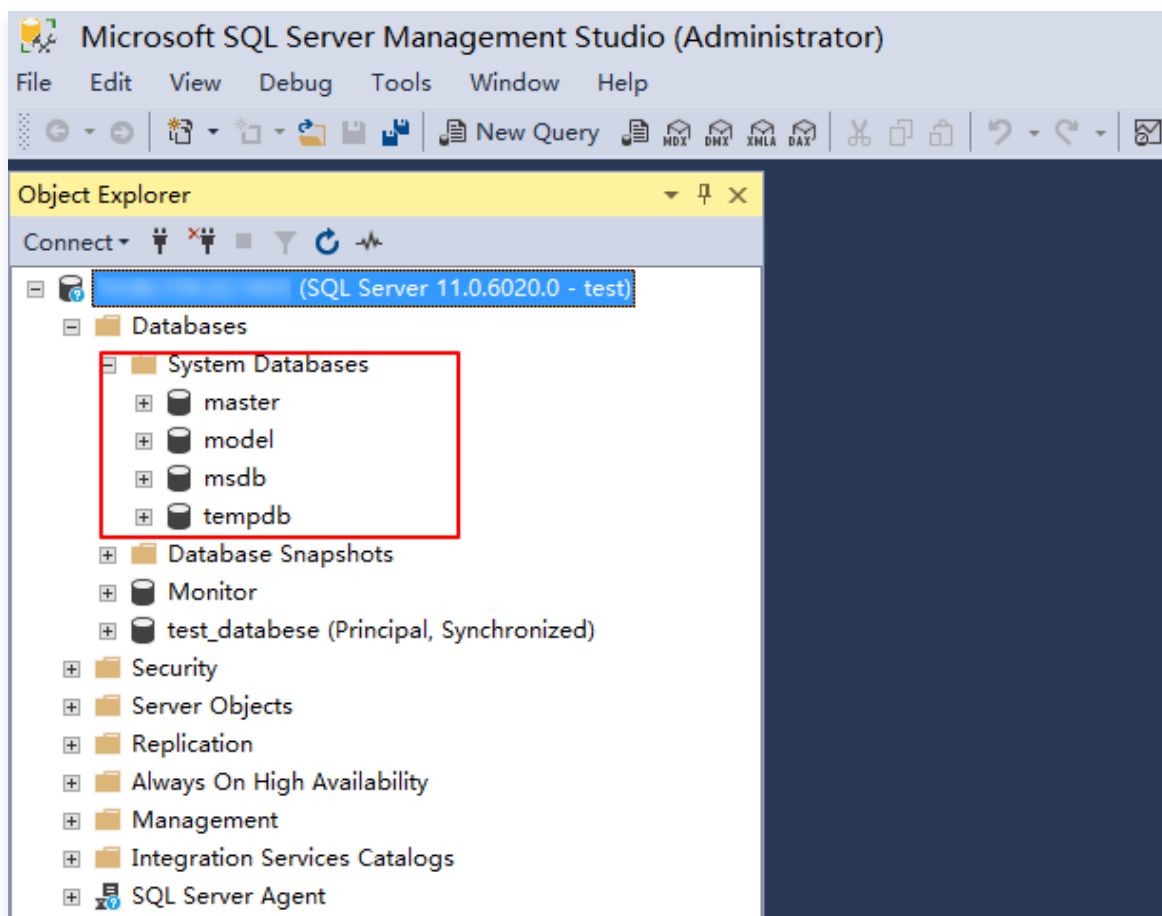 Microsoft SQL Server Management Studio (Administrator)
File Edit View Debug Tools Window Help
New Query MDX DMX XMLA DAX
Object Explorer
Connect
(SQL Server 11.0.6020.0 - test)
Databases
System Databases
master
model
msdb
tempdb
Database Snapshots
Monitor
test_databese (Principal, Synchronized)
Security
Server Objects
Replication
Always On High Availability
Management
Integration Services Catalogs
SQL Server Agent